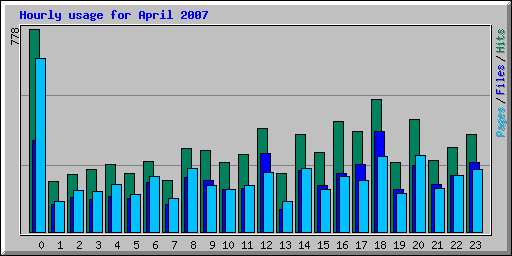 Hourly usage for April 2007
778
Pages / Files / Hits
0 1 2 3 4 5 6 7 8 9 10 11 12 13 14 15 16 17 18 19 20 21 22 23